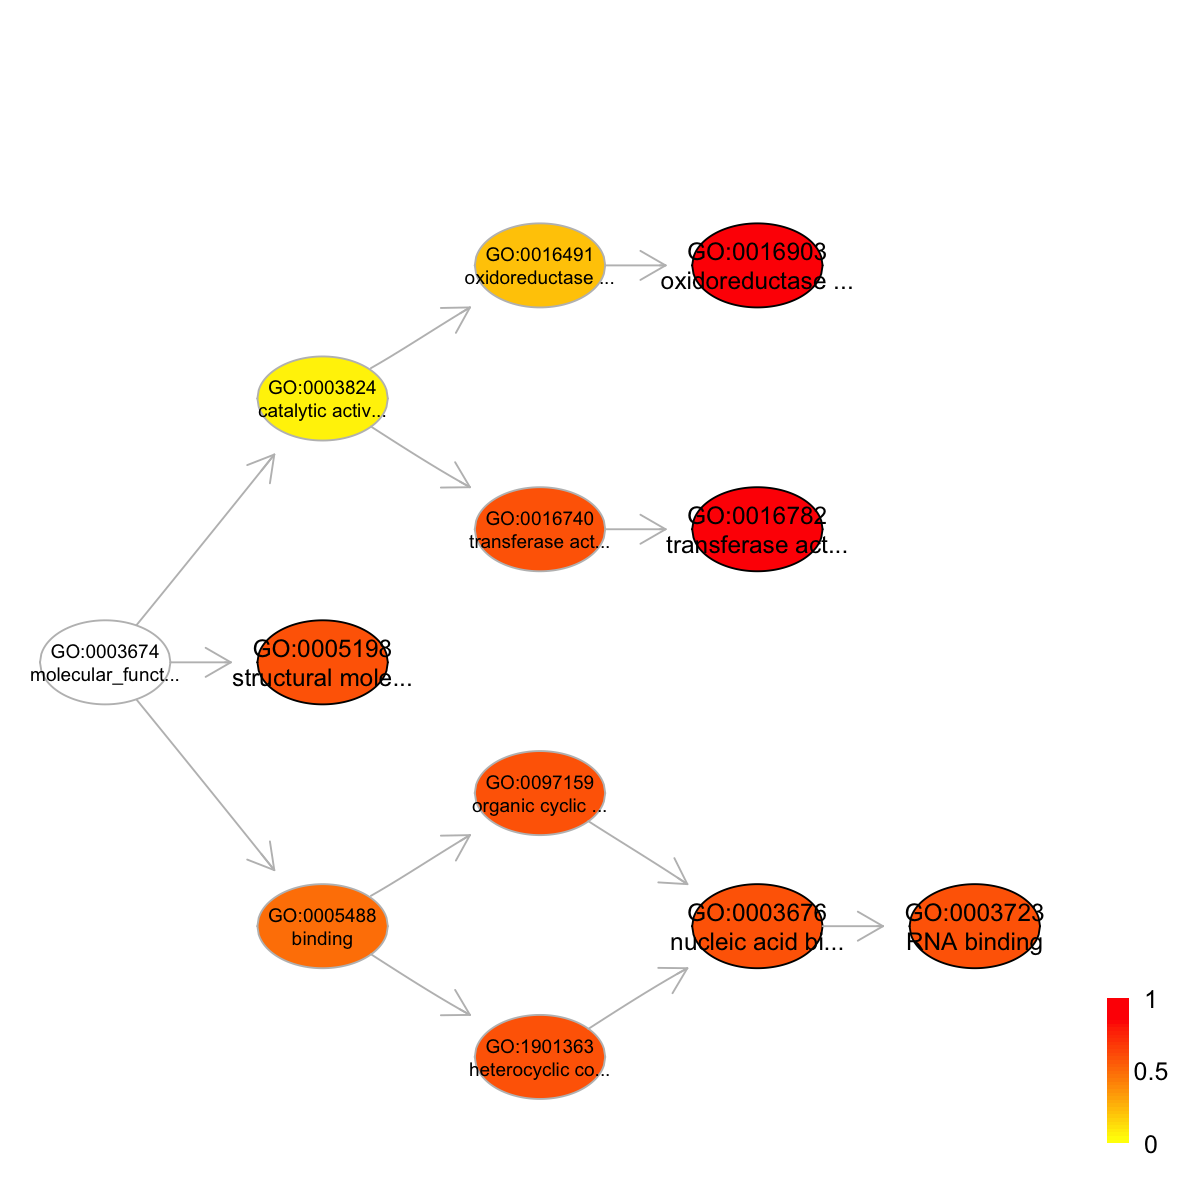 GO:0016491
oxidoreductase ...
GO:0016903
oxidoreductase ...
GO:0003824
catalytic activ...
GO:0016740
transferase act...
GO:0016782
transferase act...
GO:0003674
molecular_funct...
GO:0005198
structural mole...
GO:0097159
organic cyclic ...
GO:0005488
binding
GO:0003676
nucleic acid bi...
GO:0003723
RNA binding
GO:1901363
heterocyclic co...
1
0.5
0